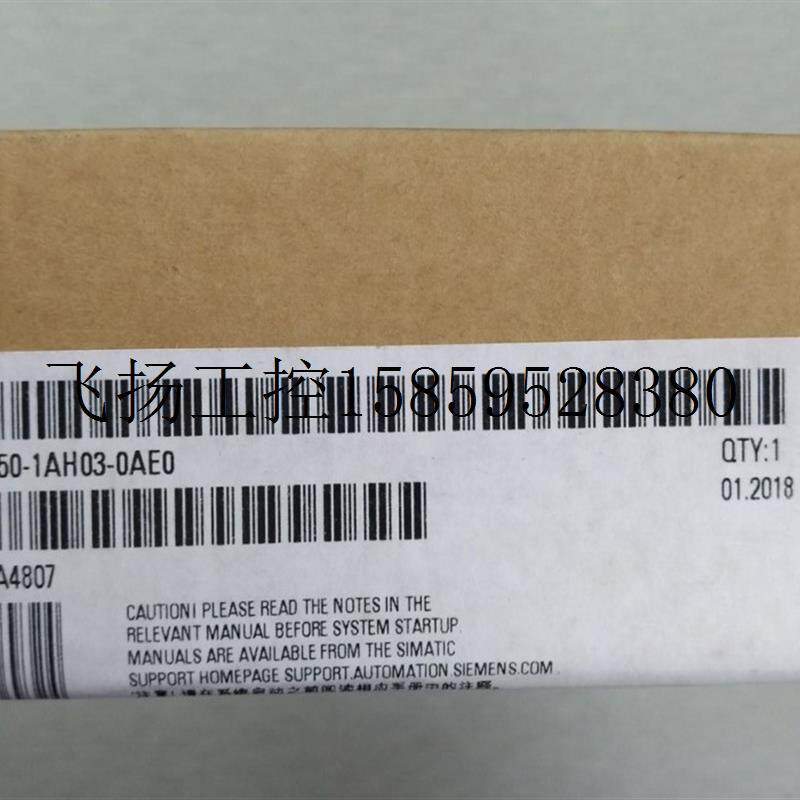 飞扬工控15859528380
50-1AH03-0AE0
QTY:1
01.2018
A4807
CAUTION! PLEASE READ THE NOTES IN THE
RELEVANT MANUAL BEFORE SYSTEM STARTUP.
MANUALS ARE AVAILABLE FROM THE SIMATIC
SUPPORT HOMEPAGE SUPPORT.AUTOMATION.SIEMENS.COM